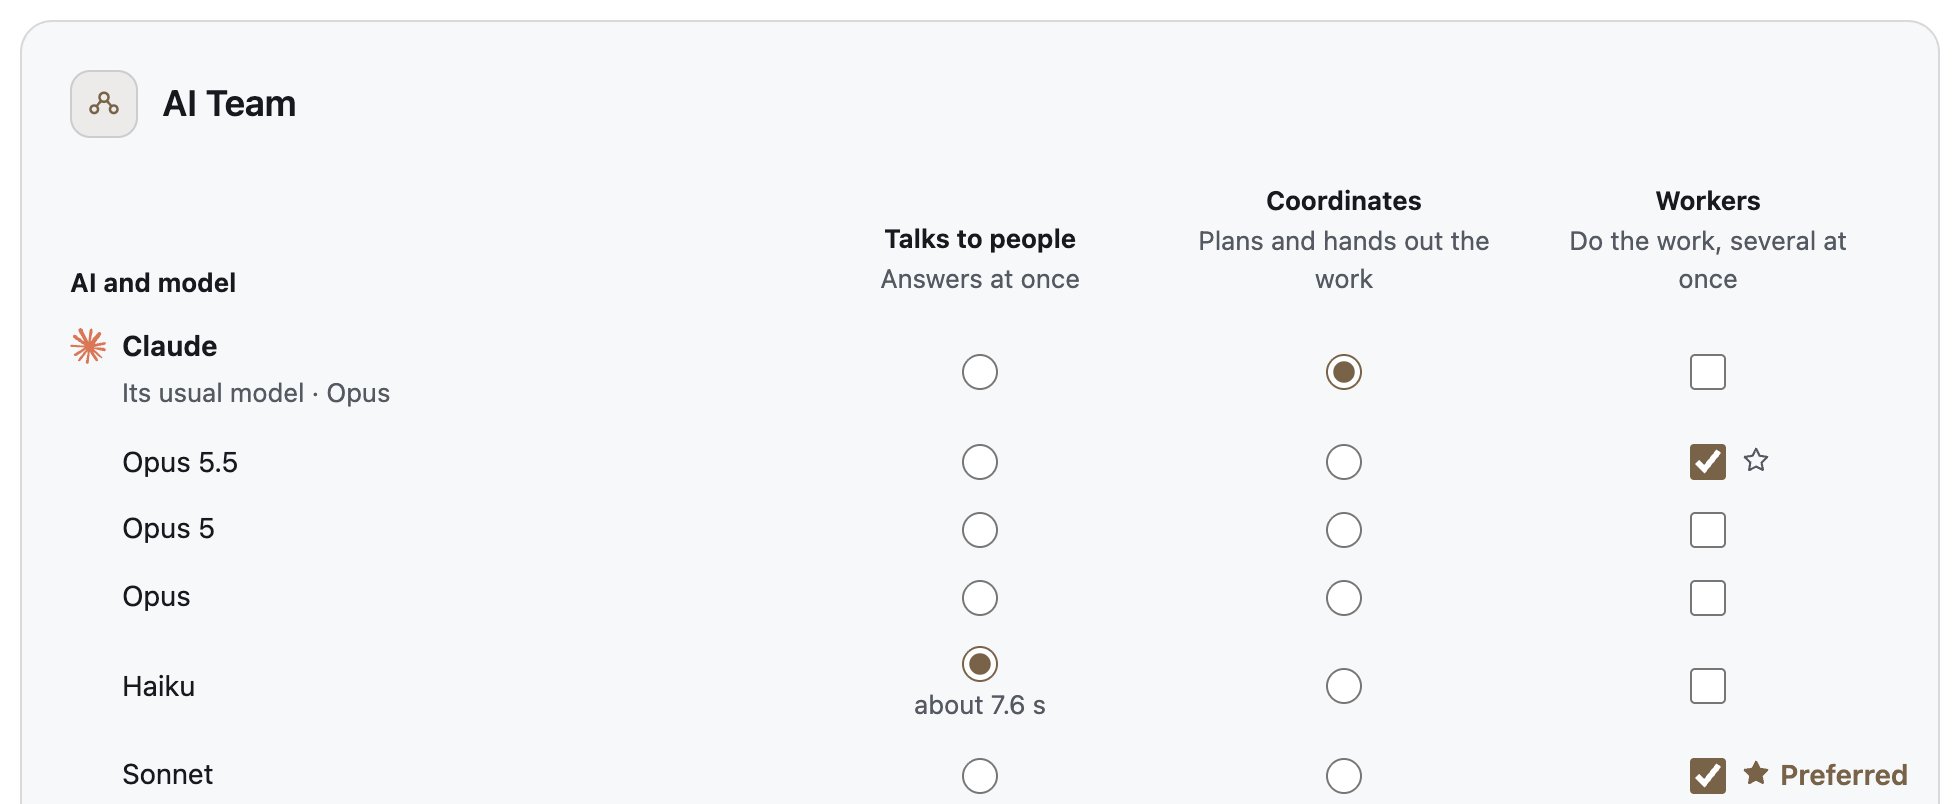 AI Team
AI and model
Talks to people
Answers at once
Coordinates
Plans and hands out the
work
Workers
Do the work, several at
once
Claude
Its usual model · Opus
Opus 5.5
Opus 5
Opus
Haiku
about 7.6 s
Sonnet
Preferred